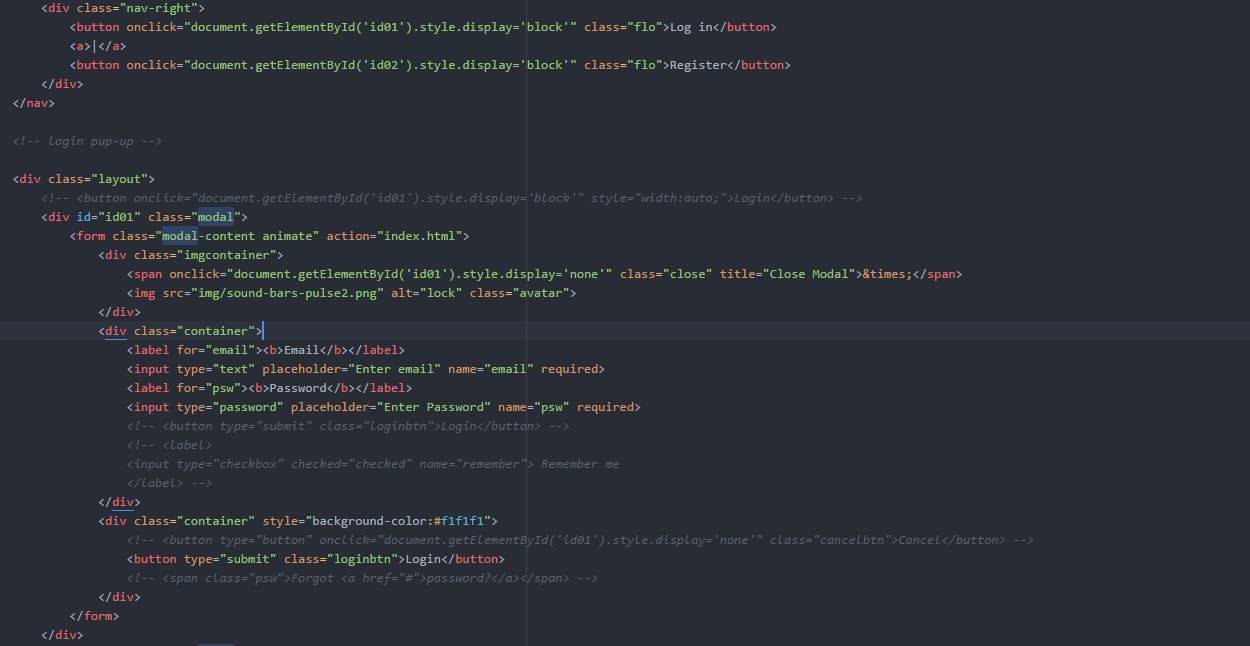 <div class="nav-right">
<button onclick="document.getElementById('id01').style.display='block'" class="flo">Log in</button>
<a>|</a>
<button onclick="document.getElementById('id02').style.display='block'" class="flo">Register</button>
</div>
</nav>
<!-- login pup-up -->
<div class="layout">
<!-- <button onclick="document.getElementById('id01').style.display='block'" style="width:auto;">Login</button> -->
<div id="id01" class="modal">
<form class="modal-content animate" action="index.html">
<div class="imgcontainer">
<span onclick="document.getElementById('id01').style.display='none'" class="close" title="Close Modal">&times;</span>
<img src="img/sound-bars-pulse2.png" alt="lock" class="avatar">
</div>
<div class="container">
<label for="email"><b>Email</b></label>
<input type="text" placeholder="Enter email" name="email" required>
<label for="psw"><b>Password</b></label>
<input type="password" placeholder="Enter Password" name="psw" required>
<!-- <button type="submit" class="loginbtn">Login</button> -->
<!-- <label>
<input type="checkbox" checked="checked" name="remember"> Remember me
</label> -->
</div>
<div class="container" style="background-color:#f1f1f1">
<!-- <button type="button" onclick="document.getElementById('id01').style.display='none'" class="cancelbtn">Cancel</button> -->
<button type="submit" class="loginbtn">Login</button>
<!-- <span class="psw">Forgot <a href="#">password?</a></span> -->
</div>
</form>
</div>